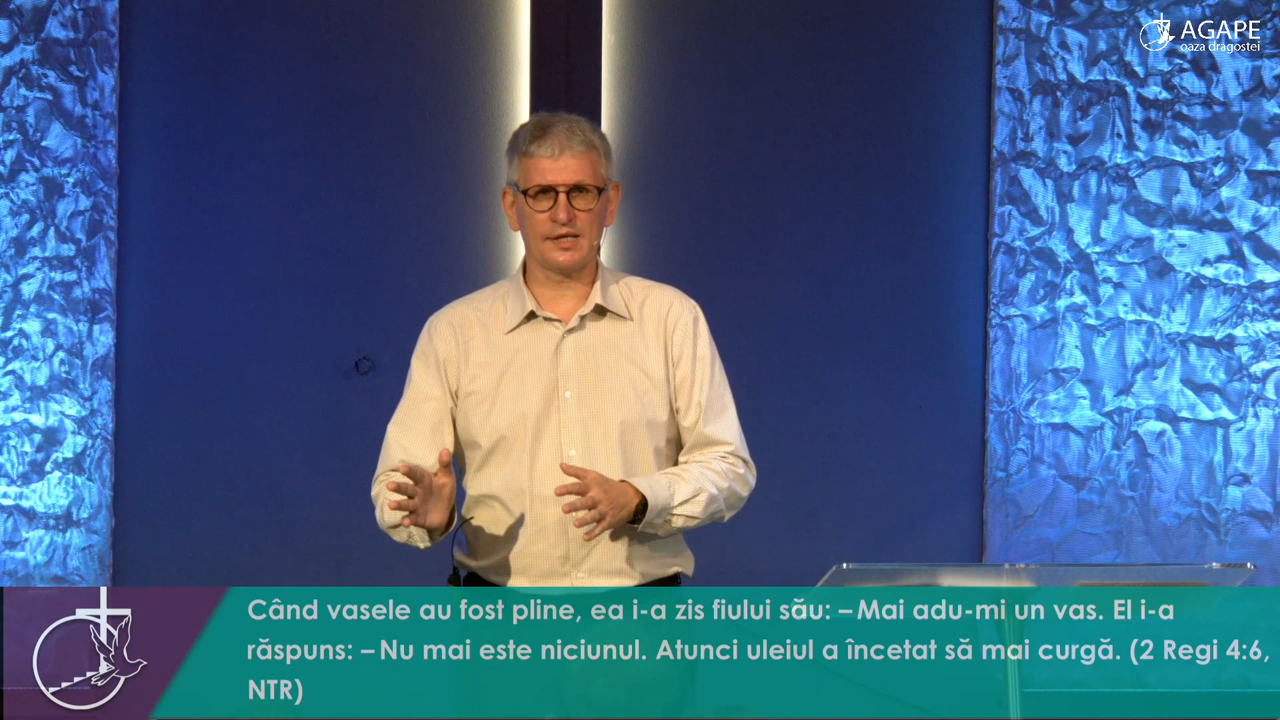 AGAPE
oaza dragostei
Când vasele au fost pline, ea i-a zis fiului său: – Mai adu-mi un vas. El i-a
răspuns: – Nu mai este niciunul. Atunci uleiul a încetat să mai curgă. (2 Regi 4:6,
NTR)